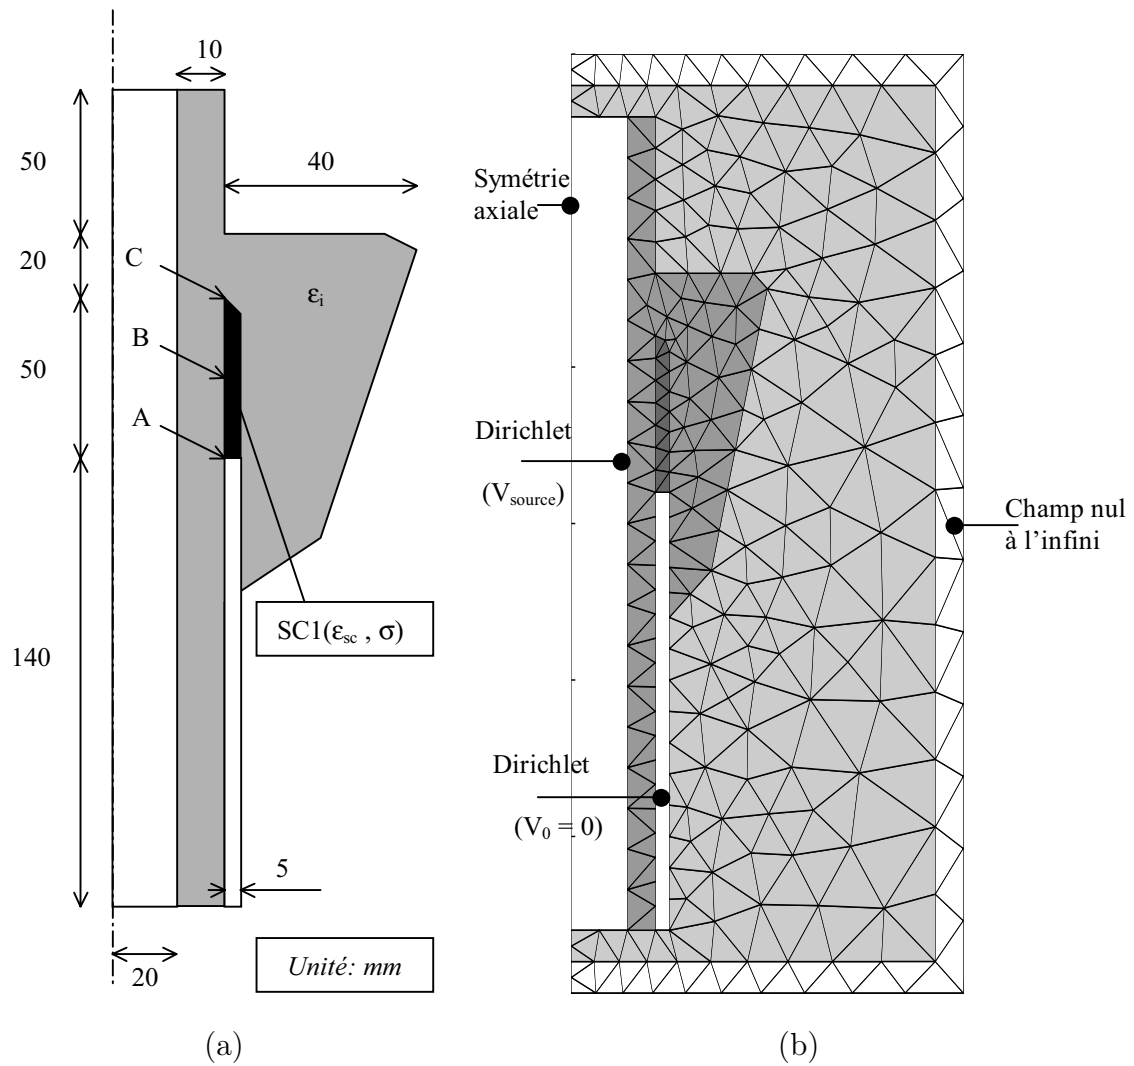 10
50
40
20
C
εi
B
50
A
SC1(εsc , σ)
140
5
20
Unité: mm
(a)
Symétrie
axiale
Dirichlet
(Vsource)
Champ nul
à l'infini
Dirichlet
(V0 = 0)
(b)